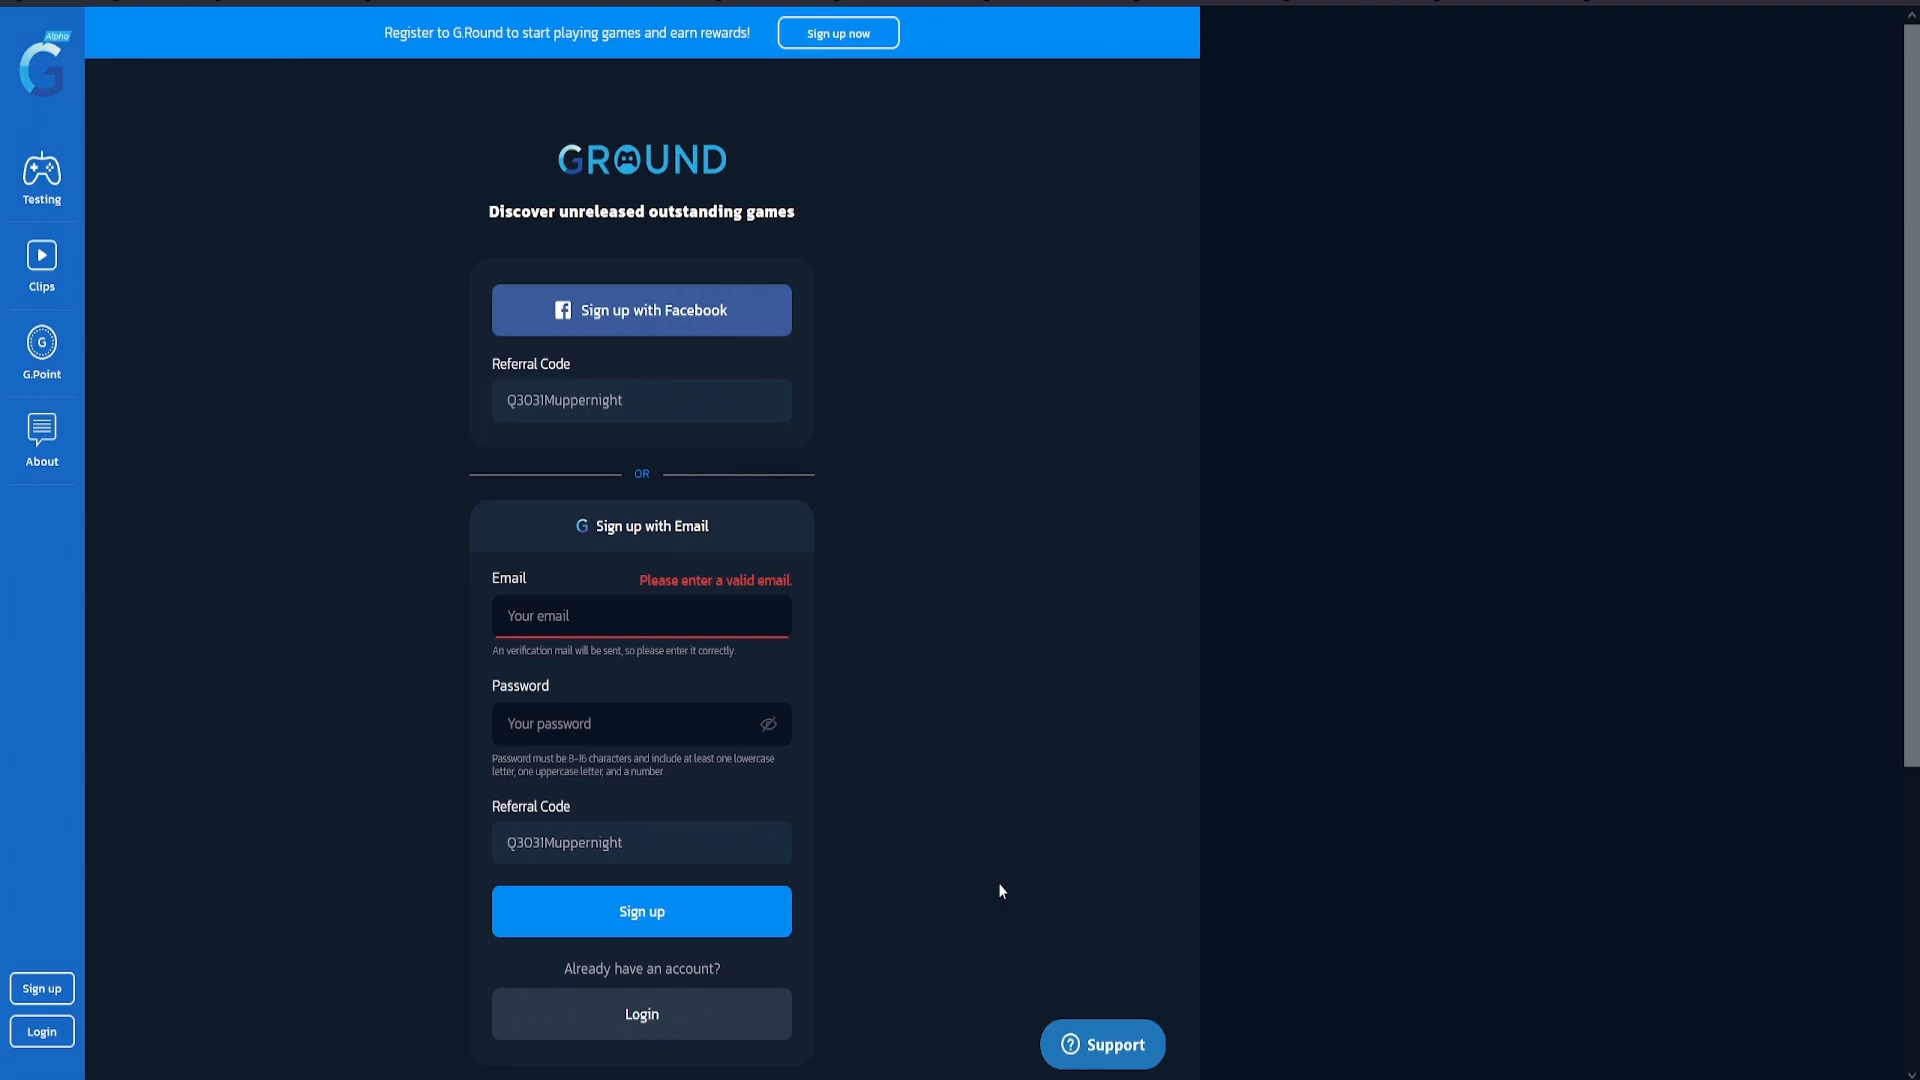 Alpha
G
Register to G.Round to start playing games and earn rewards!
Sign up now
Testing
Clips
G
G.Point
About
Sign up
Login
GROUND
Discover unreleased outstanding games
Sign up with Facebook
Referral Code
Q3031Muppernight
OR
G Sign up with Email
Email
Please enter a valid email.
Your email
An verification mail will be sent, so please enter it correctly.
Password
Your password
Password must be 8-16 characters and include at least one lowercase
letter, one uppercase letter, and a number.
Referral Code
Q3031Muppernight
Sign up
Already have an account?
Login
? Support